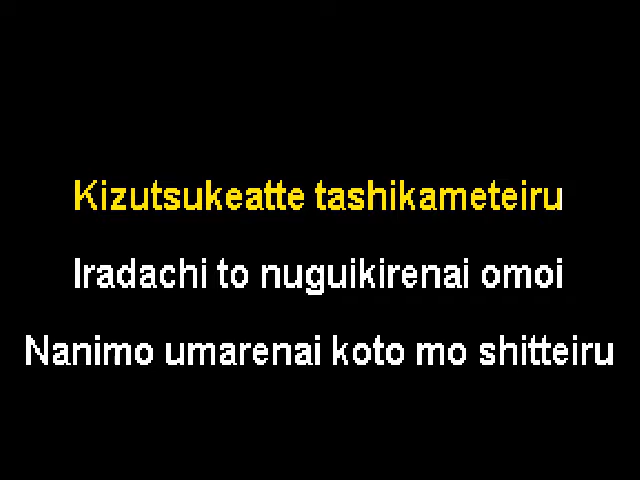 Kizutsukeatte tashikameteiru
Iradachi to nuguikirenai omoi
Nanimo umarenai koto mo shitteiru